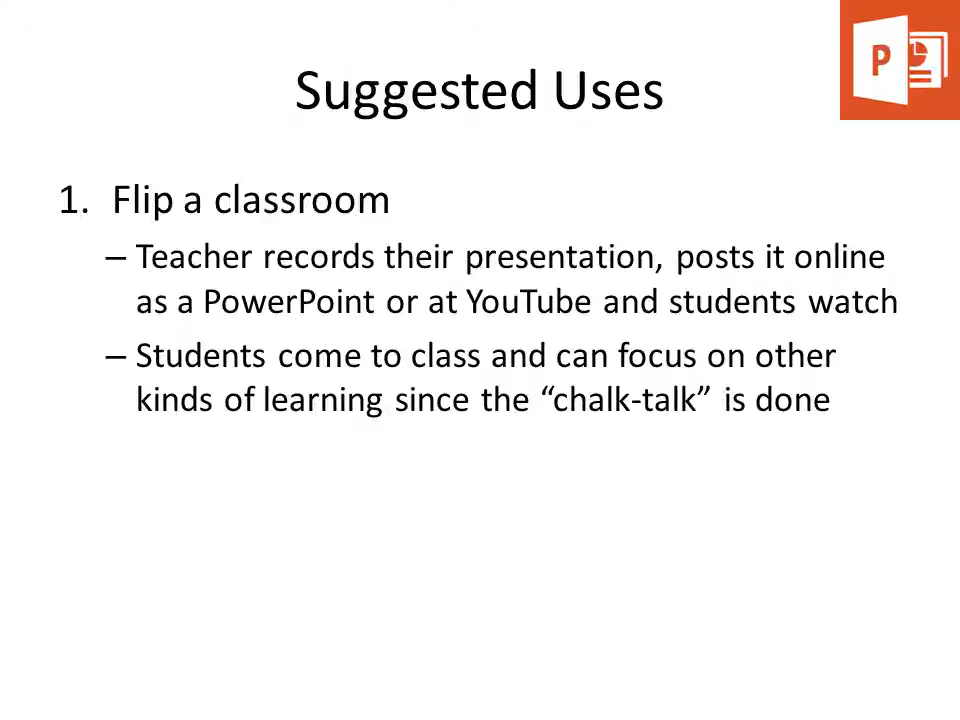 Suggested Uses
P
1. Flip a classroom
– Teacher records their presentation, posts it online
as a PowerPoint or at YouTube and students watch
– Students come to class and can focus on other
kinds of learning since the “chalk-talk” is done